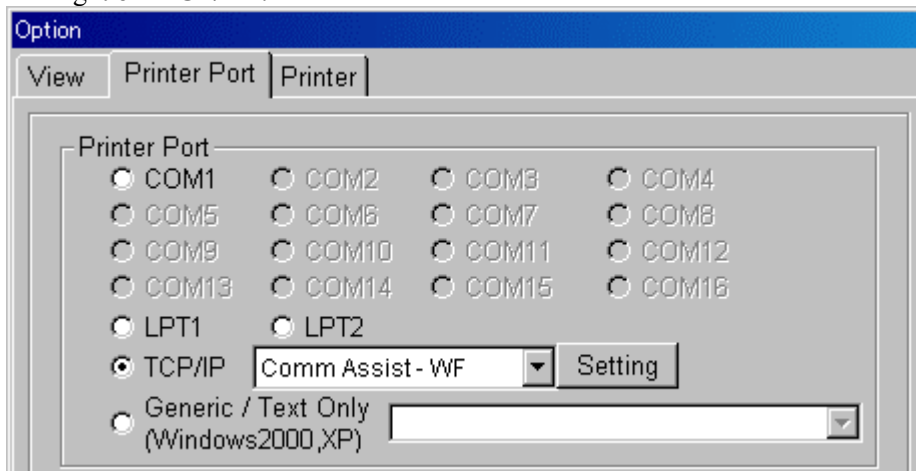 Option
View Printer Port Printer
Printer Port
COM1 COM2 COM3 COM4
COM5 COM6 COM7 COM8
COM9 COM10 COM11 COM12
COM13 COM14 COM15 COM16
LPT1 LPT2
TCP/IP Comm Assist - WF Setting
Generic / Text Only
(Windows2000,XP)